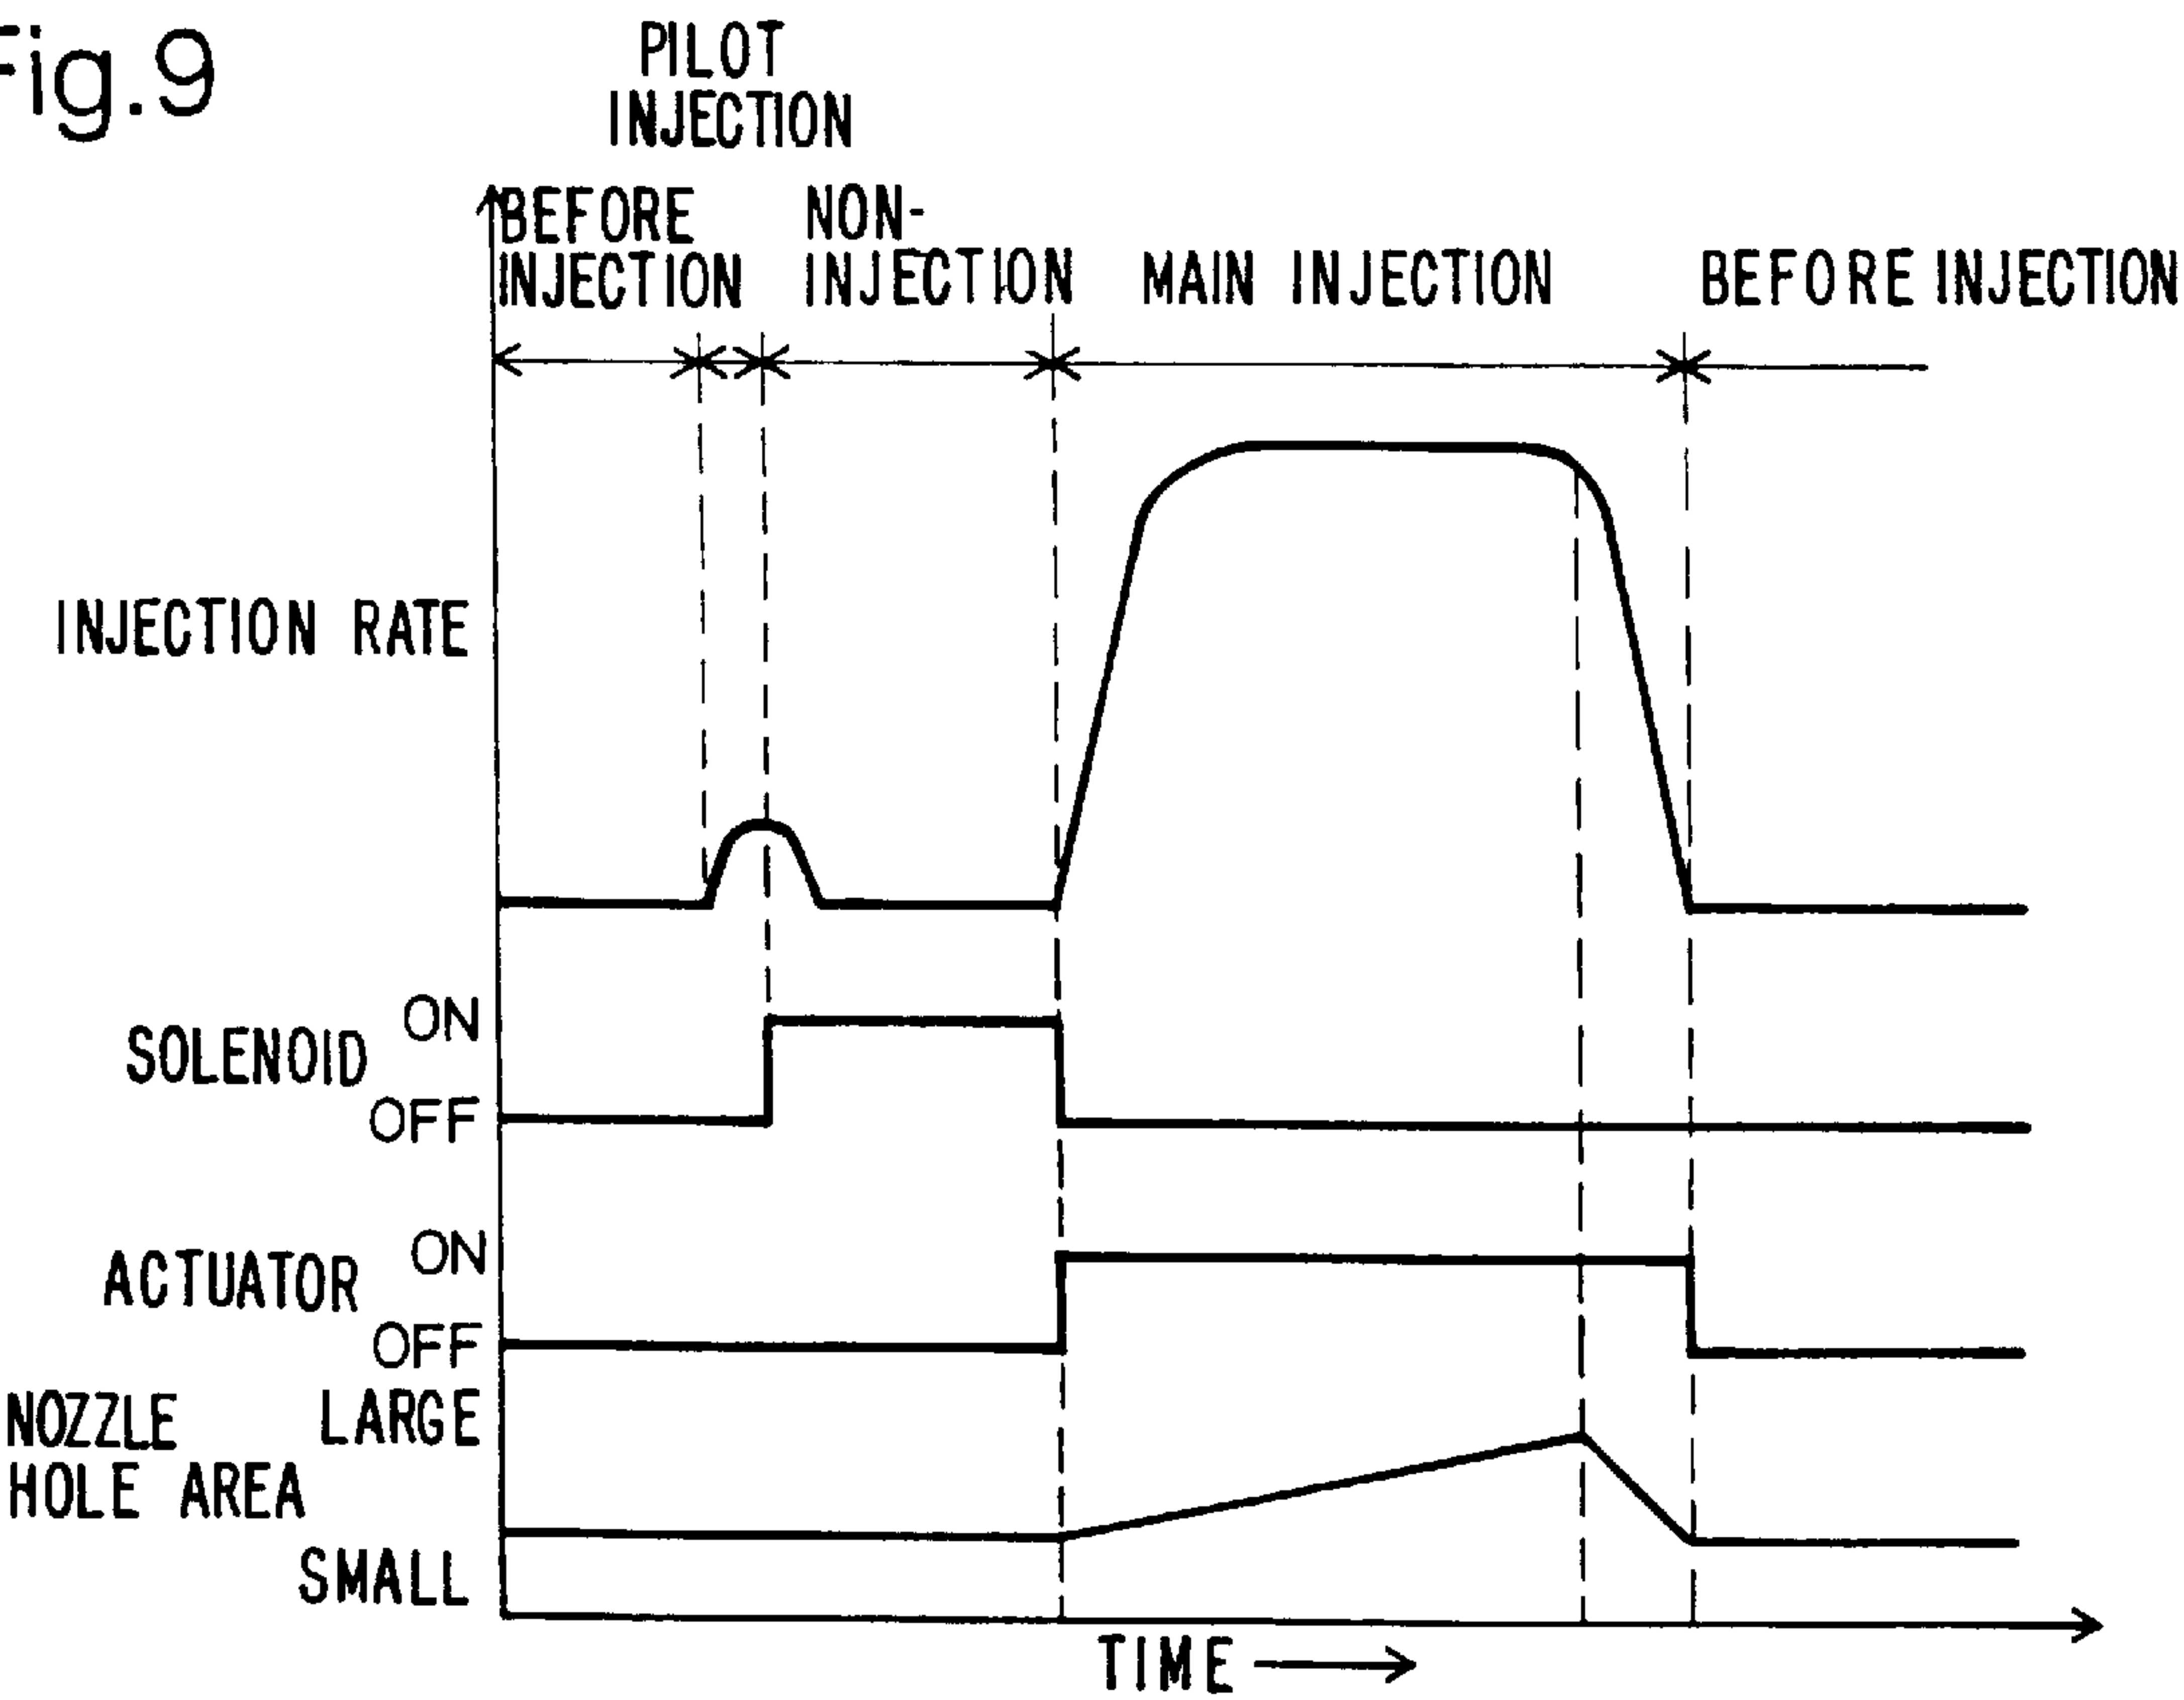 Fig.9
PILOT
INJECTION
BEFORE
INJECTION
NON-
INJECTION
MAIN INJECTION
BEFORE INJECTION
INJECTION RATE
SOLENOID
ON
OFF
ACTUATOR
ON
OFF
NOZZLE
HOLE AREA
LARGE
SMALL
TIME